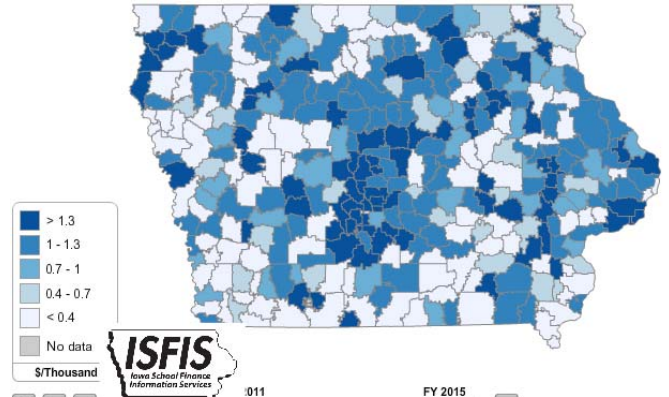 > 1.3
1 - 1.3
0.7 - 1
0.4 - 0.7
< 0.4
No data
$/Thousand
ISFIS
Iowa School Finance
Information Services
:011
FY 2015